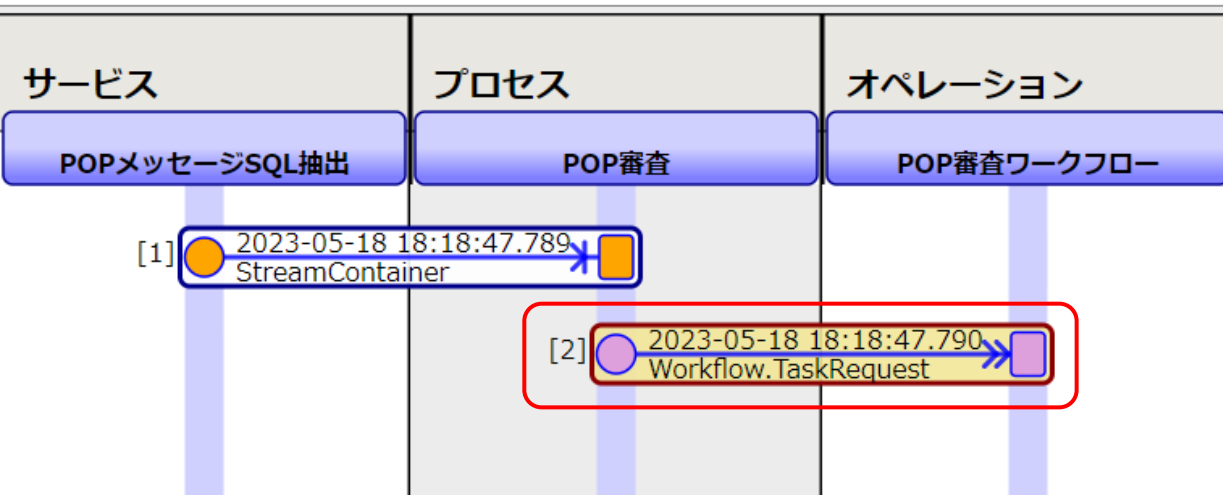 サービス
プロセス
オペレーション
POPメッセージSQL抽出
POP審査
POP審査ワークフロー
[1]
2023-05-18 18:18:47.789
StreamContainer
[2]
2023-05-18 18:18:47.790
Workflow.TaskRequest